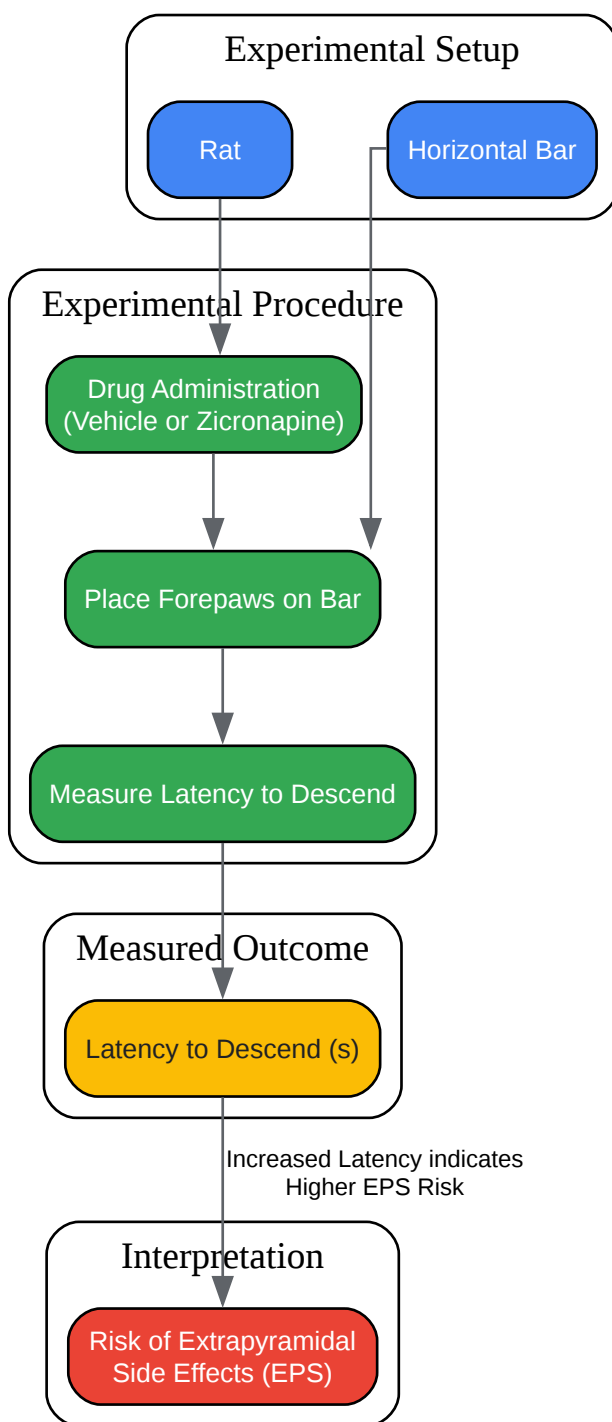 Experimental Setup
Rat
Horizontal Bar
Experimental Procedure
Drug Administration
(Vehicle or Zicronapine)
Place Forepaws on Bar
Measure Latency to Descend
Measured Outcome
Latency to Descend (s)
Increased Latency indicates
Higher EPS Risk
Interpretation
Risk of Extrapyramidal
Side Effects (EPS)